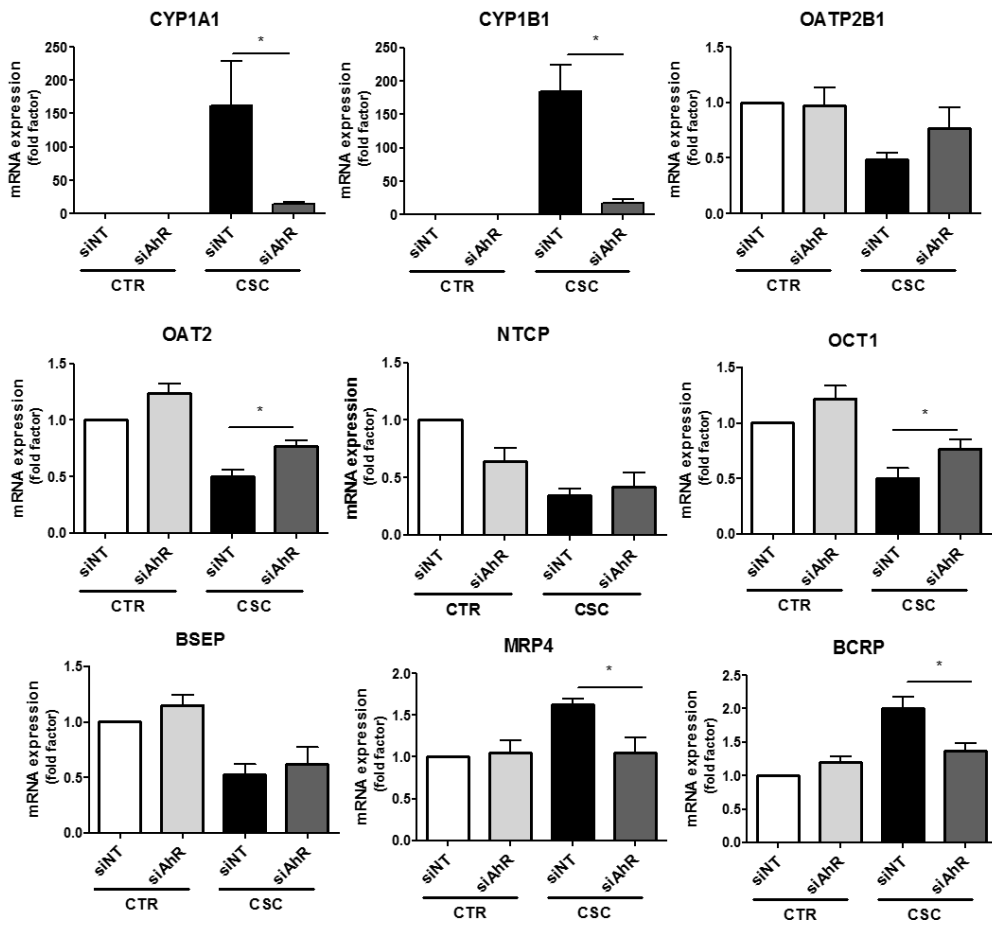 CYP1A1
mRNA expression
(fold factor)
250
200
150
100
50
0
*
siNT
siAhR
siNT
siAhR
CTR
CSC
CYP1B1
mRNA expression
(fold factor)
250
200
150
100
50
0
*
siNT
siAhR
siNT
siAhR
CTR
CSC
OATP2B1
mRNA expression
(fold factor)
1.5
1.0
0.5
0.0
siNT
siAhR
siNT
siAhR
CTR
CSC
OAT2
mRNA expression
(fold factor)
1.5
1.0
0.5
0.0
*
siNT
siAhR
siNT
siAhR
CTR
CSC
NTCP
mRNA expression
(fold factor)
1.5
1.0
0.5
0.0
siNT
siAhR
siNT
siAhR
CTR
CSC
OCT1
mRNA expression
(fold factor)
1.5
1.0
0.5
0.0
*
siNT
siAhR
siNT
siAhR
CTR
CSC
BSEP
mRNA expression
(fold factor)
1.5
1.0
0.5
0.0
siNT
siAhR
siNT
siAhR
CTR
CSC
MRP4
mRNA expression
(fold factor)
2.0
1.5
1.0
0.5
0.0
*
siNT
siAhR
siNT
siAhR
CTR
CSC
BCRP
mRNA expression
(fold factor)
2.5
2.0
1.5
1.0
0.5
0.0
*
siNT
siAhR
siNT
siAhR
CTR
CSC